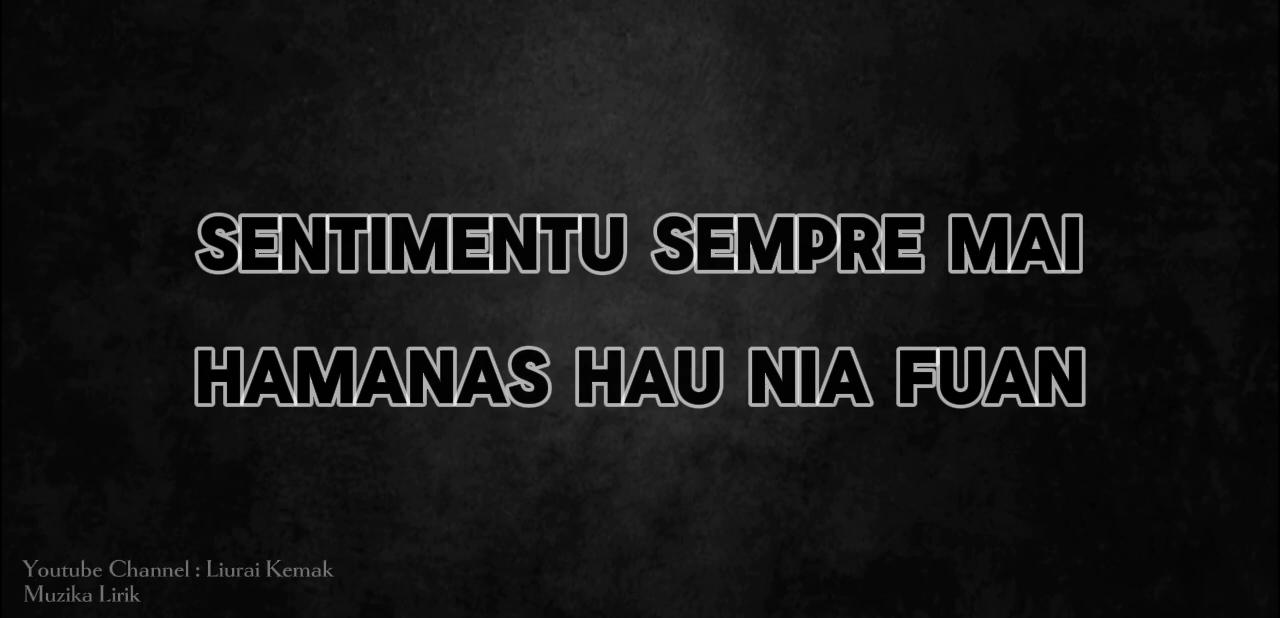 SENTIMENTU SEMPRE MAI
HAMANAS HAU NIA FUAN
Youtube Channel : Liurai Kemak
Muzika Lirik